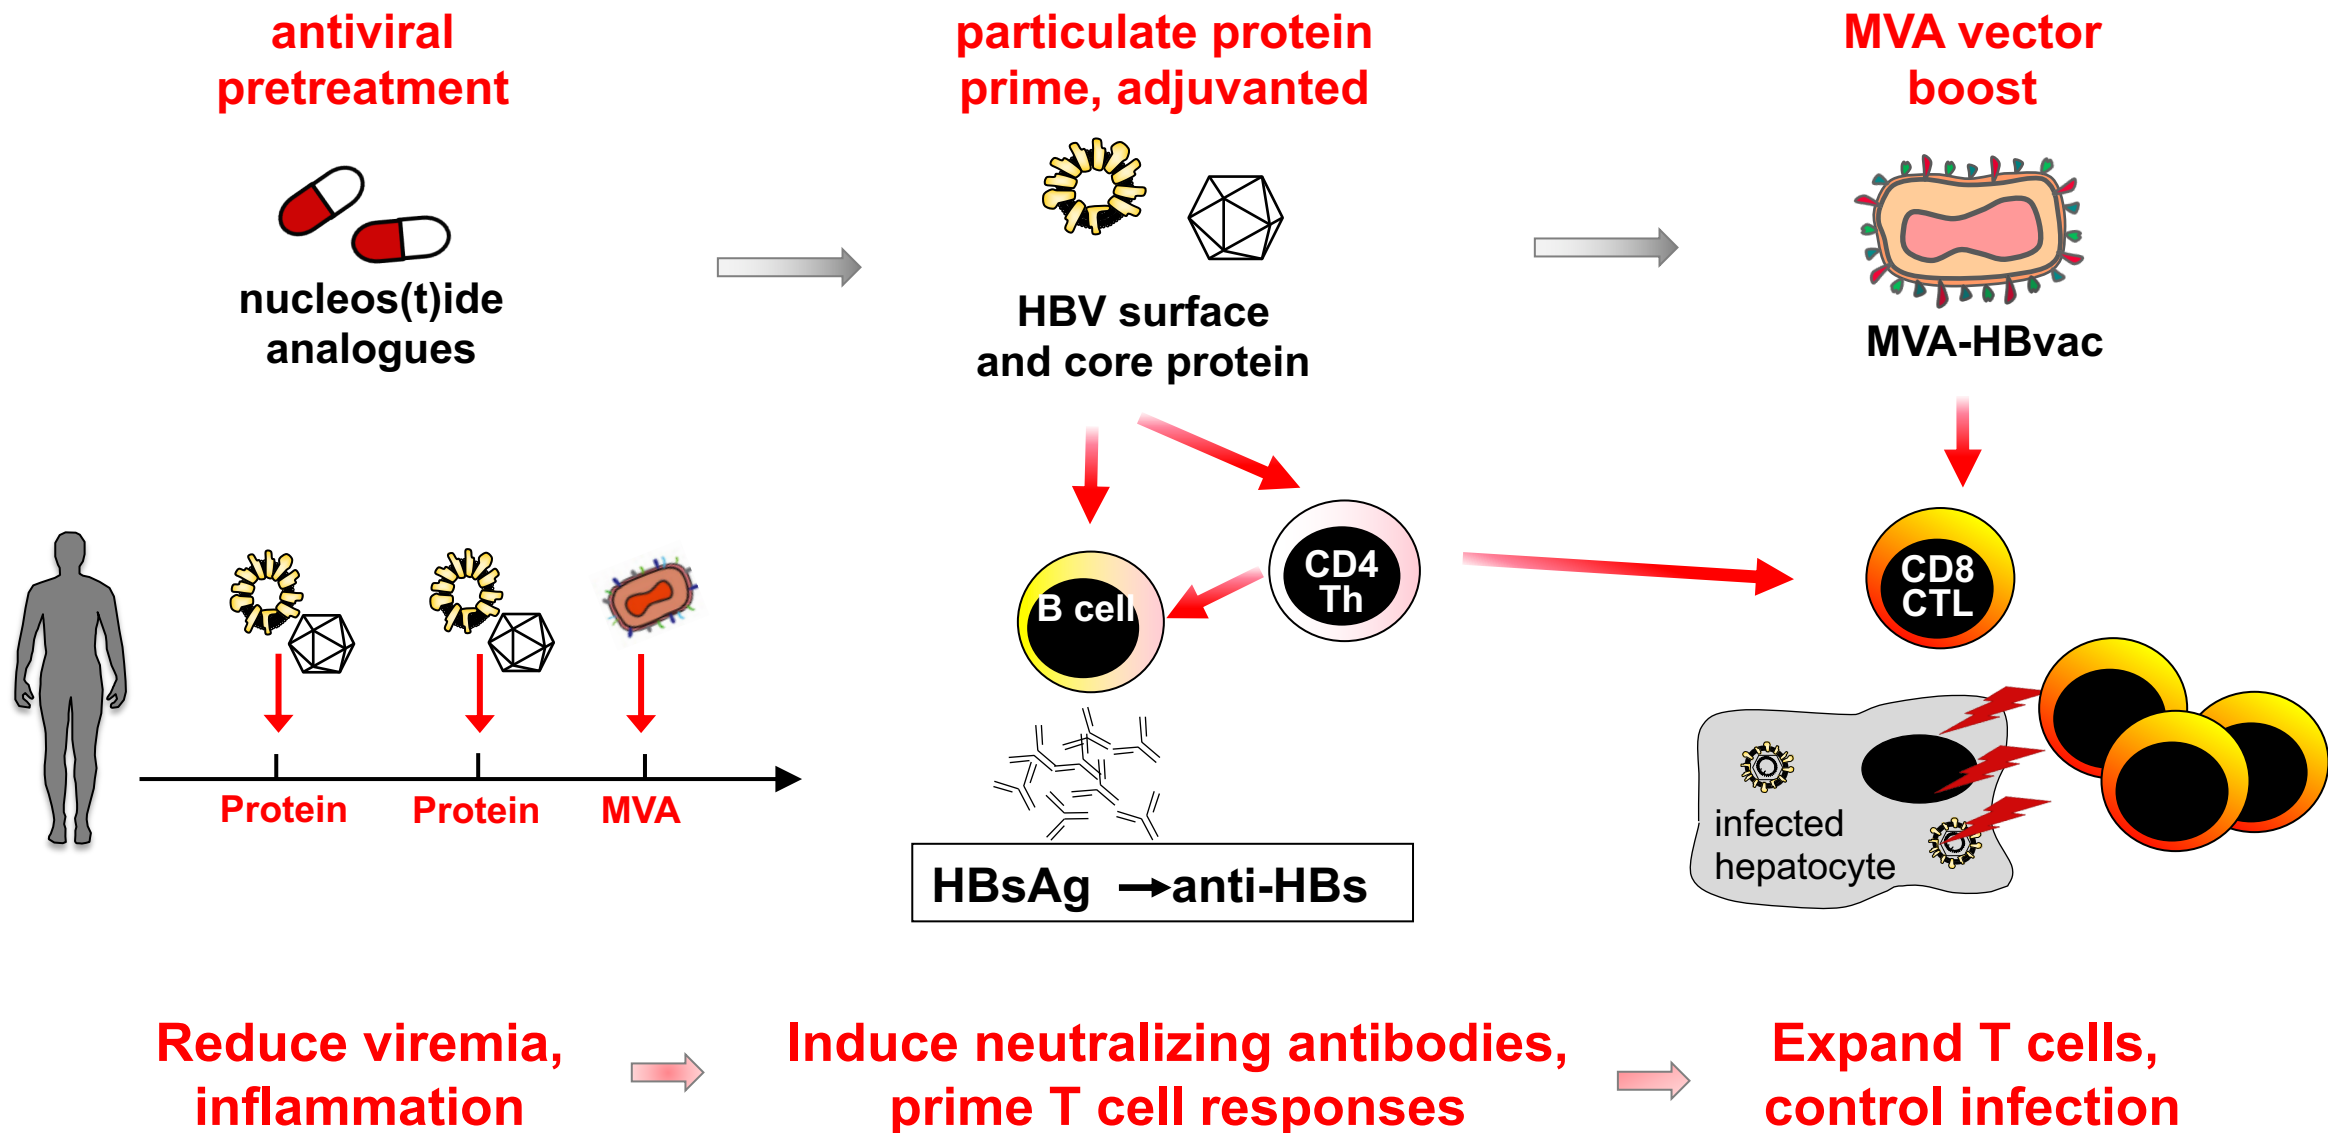 antiviral
pretreatment
particulate protein
prime, adjuvanted
MVA vector
boost
nucleos(t)ide
analogues
HBV surface
and core protein
MVA-HBvac
B cell
CD4
Th
CD8
CTL
Protein
Protein
MVA
infected
hepatocyte
HBsAg → anti-HBs
Reduce viremia,
inflammation
Induce neutralizing antibodies,
prime T cell responses
Expand T cells,
control infection